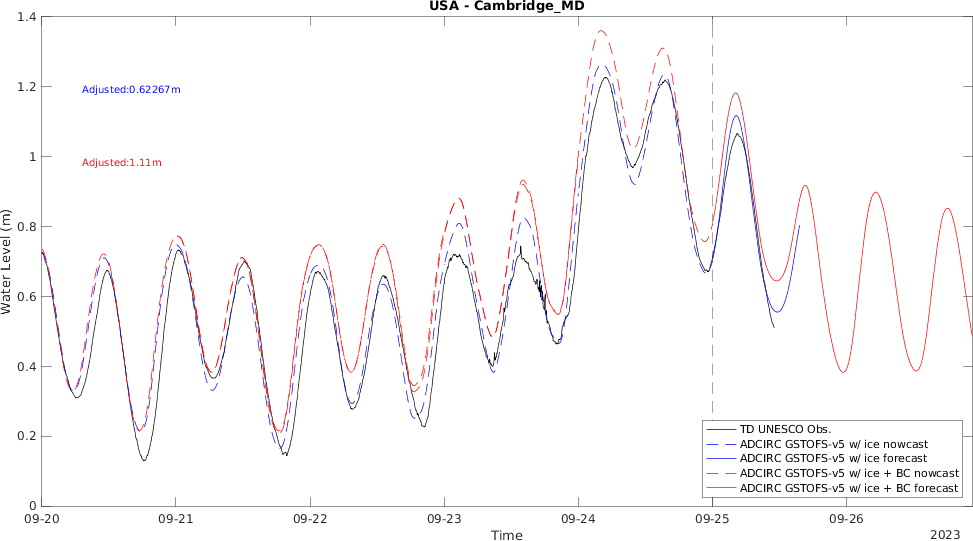 USA - Cambridge_MD
1.4
1.2
1
0.8
0.6
0.4
0.2
0
Water Level (m)
Adjusted:0.62267m
Adjusted:1.11m
TD UNESCO Obs.
ADCIRC GSTOFS-v5 w/ ice nowcast
ADCIRC GSTOFS-v5 w/ ice forecast
ADCIRC GSTOFS-v5 w/ ice + BC nowcast
ADCIRC GSTOFS-v5 w/ ice + BC forecast
09-20 09-21 09-22 09-23 09-24 09-25 09-26
Time
2023